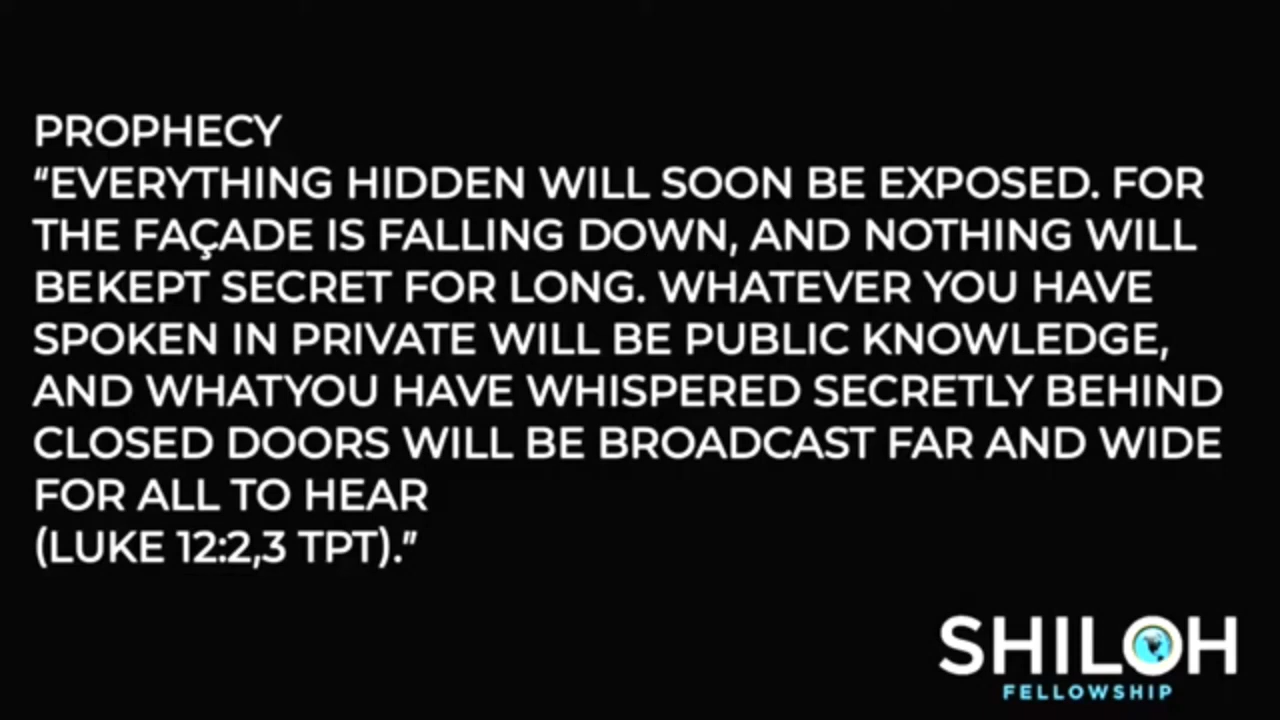 PROPHECY
“EVERYTHING HIDDEN WILL SOON BE EXPOSED. FOR
THE FAÇADE IS FALLING DOWN, AND NOTHING WILL
BEKEPT SECRET FOR LONG. WHATEVER YOU HAVE
SPOKEN IN PRIVATE WILL BE PUBLIC KNOWLEDGE,
AND WHATYOU HAVE WHISPERED SECRETLY BEHIND
CLOSED DOORS WILL BE BROADCAST FAR AND WIDE
FOR ALL TO HEAR
(LUKE 12:2,3 TPT).”
SHILOH
FELLOWSHIP